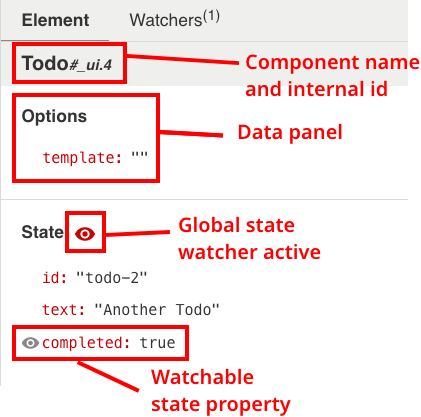 Element Watchers(1)
Todo#_ui.4
Component name
and internal id
Options
Data panel
template: ""
State
Global state
watcher active
id: "todo-2"
text: "Another Todo"
completed: true
Watchable
state property